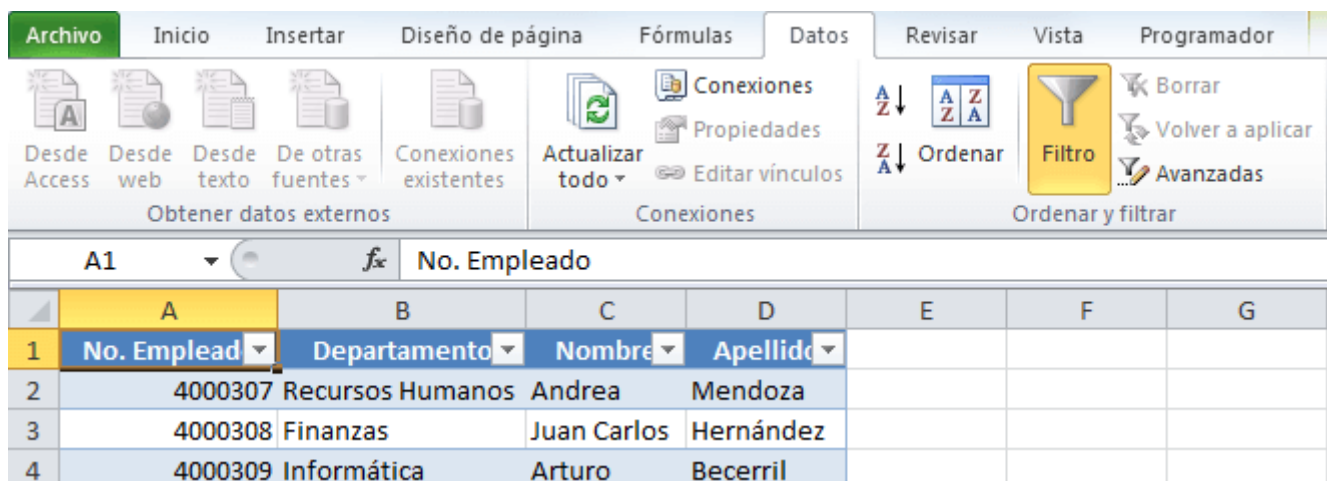 Archivo Inicio Insertar Diseño de página Fórmulas Datos Revisar Vista Programador
Desde Access
Desde web
Desde texto
De otras fuentes
Conexiones existentes
Obtener datos externos
Actualizar todo
Conexiones
Propiedades
Editar vínculos
Conexiones
Ordenar
Filtro
Borrar
Volver a aplicar
Avanzadas
Ordenar y filtrar
A1 fx No. Empleado
A B C D E F G
1 No. Emplead Departamento Nombre Apellido
2 4000307 Recursos Humanos Andrea Mendoza
3 4000308 Finanzas Juan Carlos Hernández
4 4000309 Informática Arturo Becerril